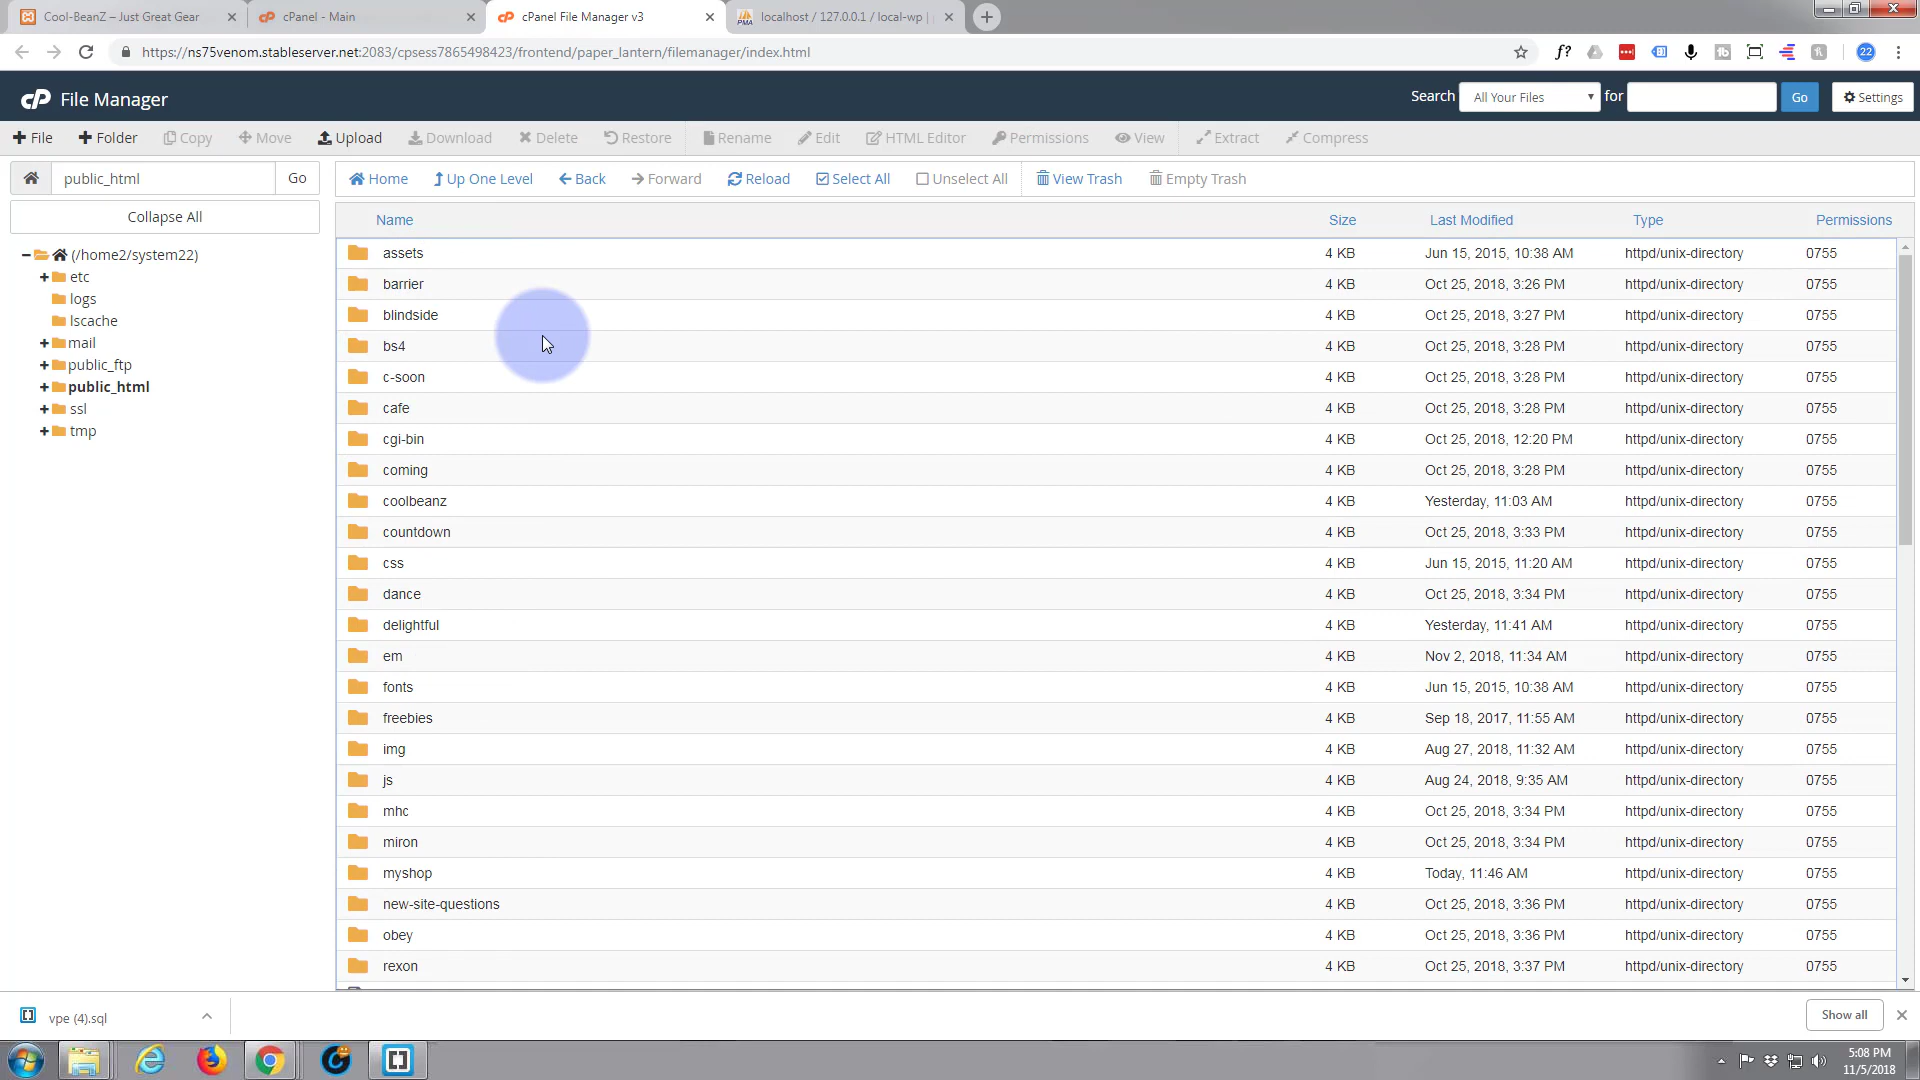 Cool-BeanZ – Just Great Gear
cPanel - Main
cPanel File Manager v3
localhost / 127.0.0.1 / local-wp |
https://ns75venom.stableserver.net:2083/cpsess7865498423/frontend/paper_lantern/filemanager/index.html
f?
22
cP File Manager
Search All Your Files for Go Settings
File Folder Copy Move Upload Download Delete Restore Rename Edit HTML Editor Permissions View Extract Compress
public_html Go
Home Up One Level Back Forward Reload Select All Unselect All View Trash Empty Trash
Collapse All
(/home2/system22)
etc
logs
lscache
mail
public_ftp
public_html
ssl
tmp
Name Size Last Modified Type Permissions
assets 4 KB Jun 15, 2015, 10:38 AM httpd/unix-directory 0755
barrier 4 KB Oct 25, 2018, 3:26 PM httpd/unix-directory 0755
blindside 4 KB Oct 25, 2018, 3:27 PM httpd/unix-directory 0755
bs4 4 KB Oct 25, 2018, 3:28 PM httpd/unix-directory 0755
c-soon 4 KB Oct 25, 2018, 3:28 PM httpd/unix-directory 0755
cafe 4 KB Oct 25, 2018, 3:28 PM httpd/unix-directory 0755
cgi-bin 4 KB Oct 25, 2018, 12:20 PM httpd/unix-directory 0755
coming 4 KB Oct 25, 2018, 3:28 PM httpd/unix-directory 0755
coolbeanz 4 KB Yesterday, 11:03 AM httpd/unix-directory 0755
countdown 4 KB Oct 25, 2018, 3:33 PM httpd/unix-directory 0755
css 4 KB Jun 15, 2015, 11:20 AM httpd/unix-directory 0755
dance 4 KB Oct 25, 2018, 3:34 PM httpd/unix-directory 0755
delightful 4 KB Yesterday, 11:41 AM httpd/unix-directory 0755
em 4 KB Nov 2, 2018, 11:34 AM httpd/unix-directory 0755
fonts 4 KB Jun 15, 2015, 10:38 AM httpd/unix-directory 0755
freebies 4 KB Sep 18, 2017, 11:55 AM httpd/unix-directory 0755
img 4 KB Aug 27, 2018, 11:32 AM httpd/unix-directory 0755
js 4 KB Aug 24, 2018, 9:35 AM httpd/unix-directory 0755
mhc 4 KB Oct 25, 2018, 3:34 PM httpd/unix-directory 0755
miron 4 KB Oct 25, 2018, 3:34 PM httpd/unix-directory 0755
myshop 4 KB Today, 11:46 AM httpd/unix-directory 0755
new-site-questions 4 KB Oct 25, 2018, 3:36 PM httpd/unix-directory 0755
obey 4 KB Oct 25, 2018, 3:36 PM httpd/unix-directory 0755
rexon 4 KB Oct 25, 2018, 3:37 PM httpd/unix-directory 0755
vpe (4).sql
Show all
5:08 PM
11/5/2018